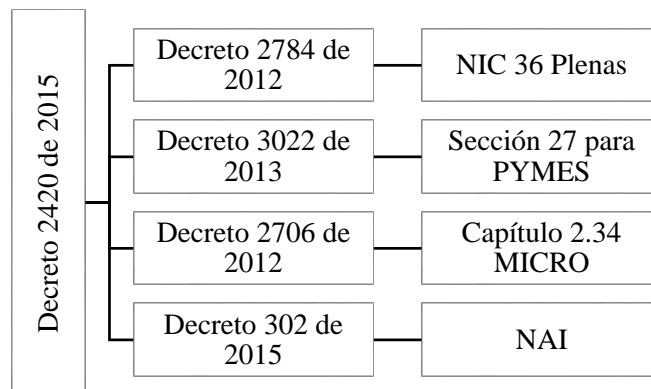 Decreto 2420 de 2015
Decreto 2784 de
2012
NIC 36 Plenas
Decreto 3022 de
2013
Sección 27 para
PYMES
Decreto 2706 de
2012
Capítulo 2.34
MICRO
Decreto 302 de
2015
NAI